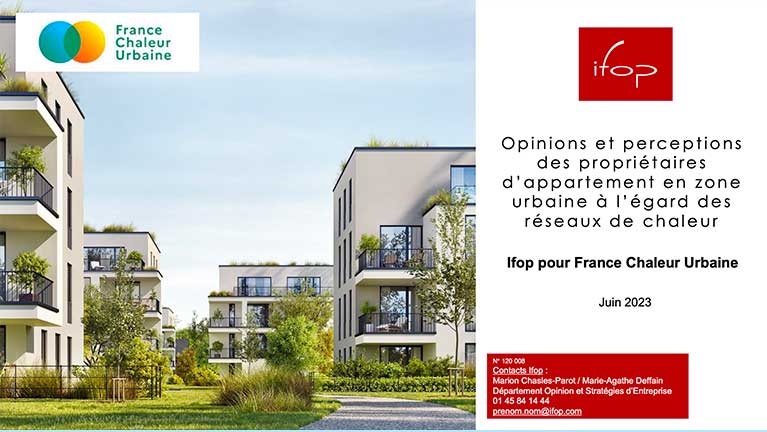 France
Chaleur
Urbaine
ifop
Opinions et perceptions
des propriétaires
d'appartement en zone
urbaine à l'égard des
réseaux de chaleur
Ifop pour France Chaleur Urbaine
Juin 2023
N° 120 008
Contacts Ifop :
Marion Chasles-Parot / Marie-Agathe Deffain
Département Opinion et Stratégies d'Entreprise
01 45 84 14 44
prenom.nom@ifop.com